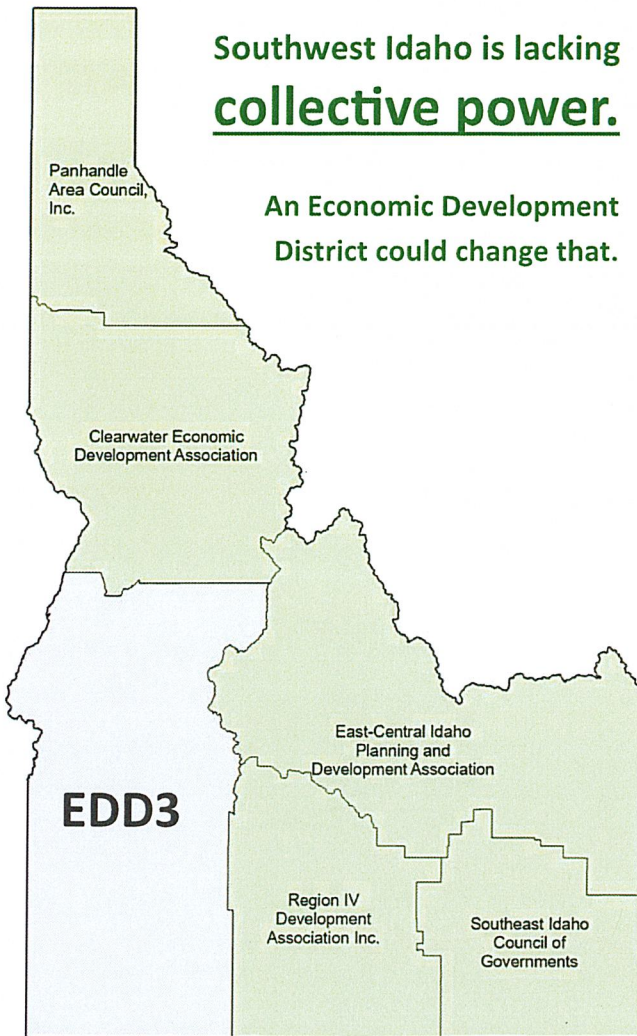 Southwest Idaho is lacking
collective power.
An Economic Development
District could change that.
Panhandle
Area Council,
Inc.
Clearwater Economic
Development Association
East-Central Idaho
Planning and
Development Association
EDD3
Region IV
Development
Association Inc.
Southeast Idaho
Council of
Governments